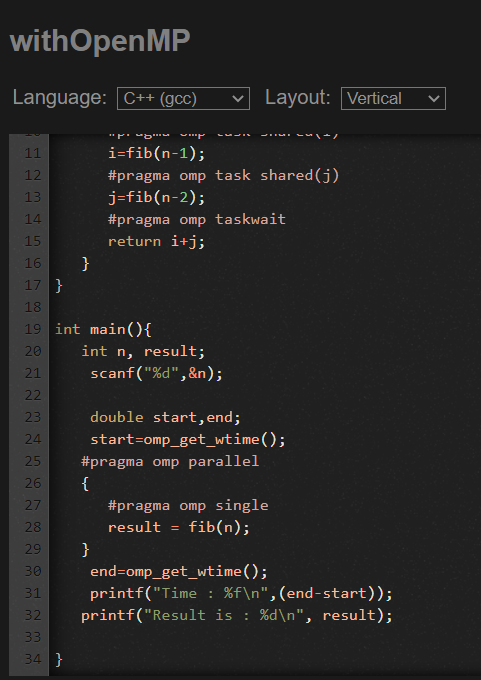 withOpenMP
Language: C++ (gcc) Layout: Vertical
10 #pragma omp task shared(i)
11 i=fib(n-1);
12 #pragma omp task shared(j)
13 j=fib(n-2);
14 #pragma omp taskwait
15 return i+j;
16 }
17 }
18
19 int main(){
20 int n, result;
21 scanf("%d",&n);
22
23 double start,end;
24 start=omp_get_wtime();
25 #pragma omp parallel
26 {
27 #pragma omp single
28 result = fib(n);
29 }
30 end=omp_get_wtime();
31 printf("Time : %f\n",(end-start));
32 printf("Result is : %d\n", result);
33
34 }